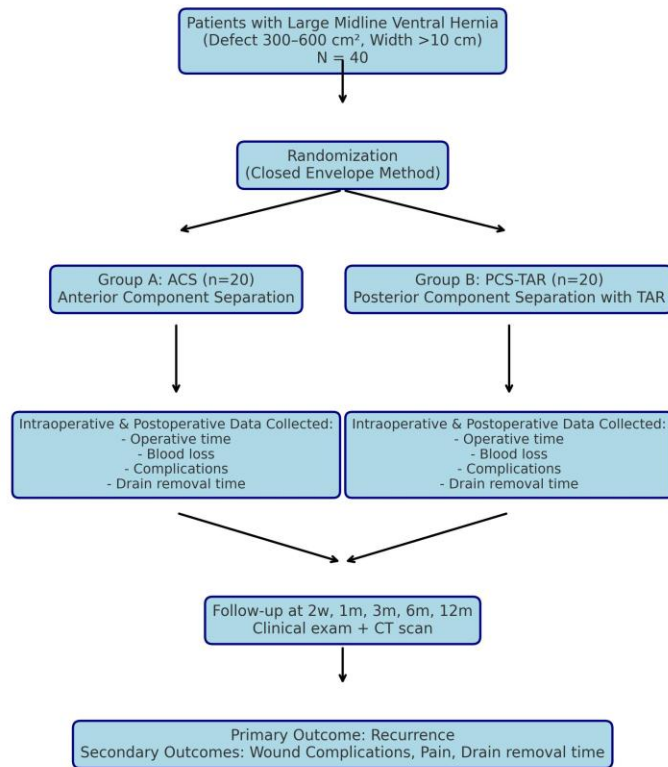 Patients with Large Midline Ventral Hernia
(Defect 300–600 cm², Width >10 cm)
N = 40
Randomization
(Closed Envelope Method)
Group A: ACS (n=20)
Anterior Component Separation
Group B: PCS-TAR (n=20)
Posterior Component Separation with TAR
Intraoperative & Postoperative Data Collected:
- Operative time
- Blood loss
- Complications
- Drain removal time
Intraoperative & Postoperative Data Collected:
- Operative time
- Blood loss
- Complications
- Drain removal time
Follow-up at 2w, 1m, 3m, 6m, 12m
Clinical exam + CT scan
Primary Outcome: Recurrence
Secondary Outcomes: Wound Complications, Pain, Drain removal time